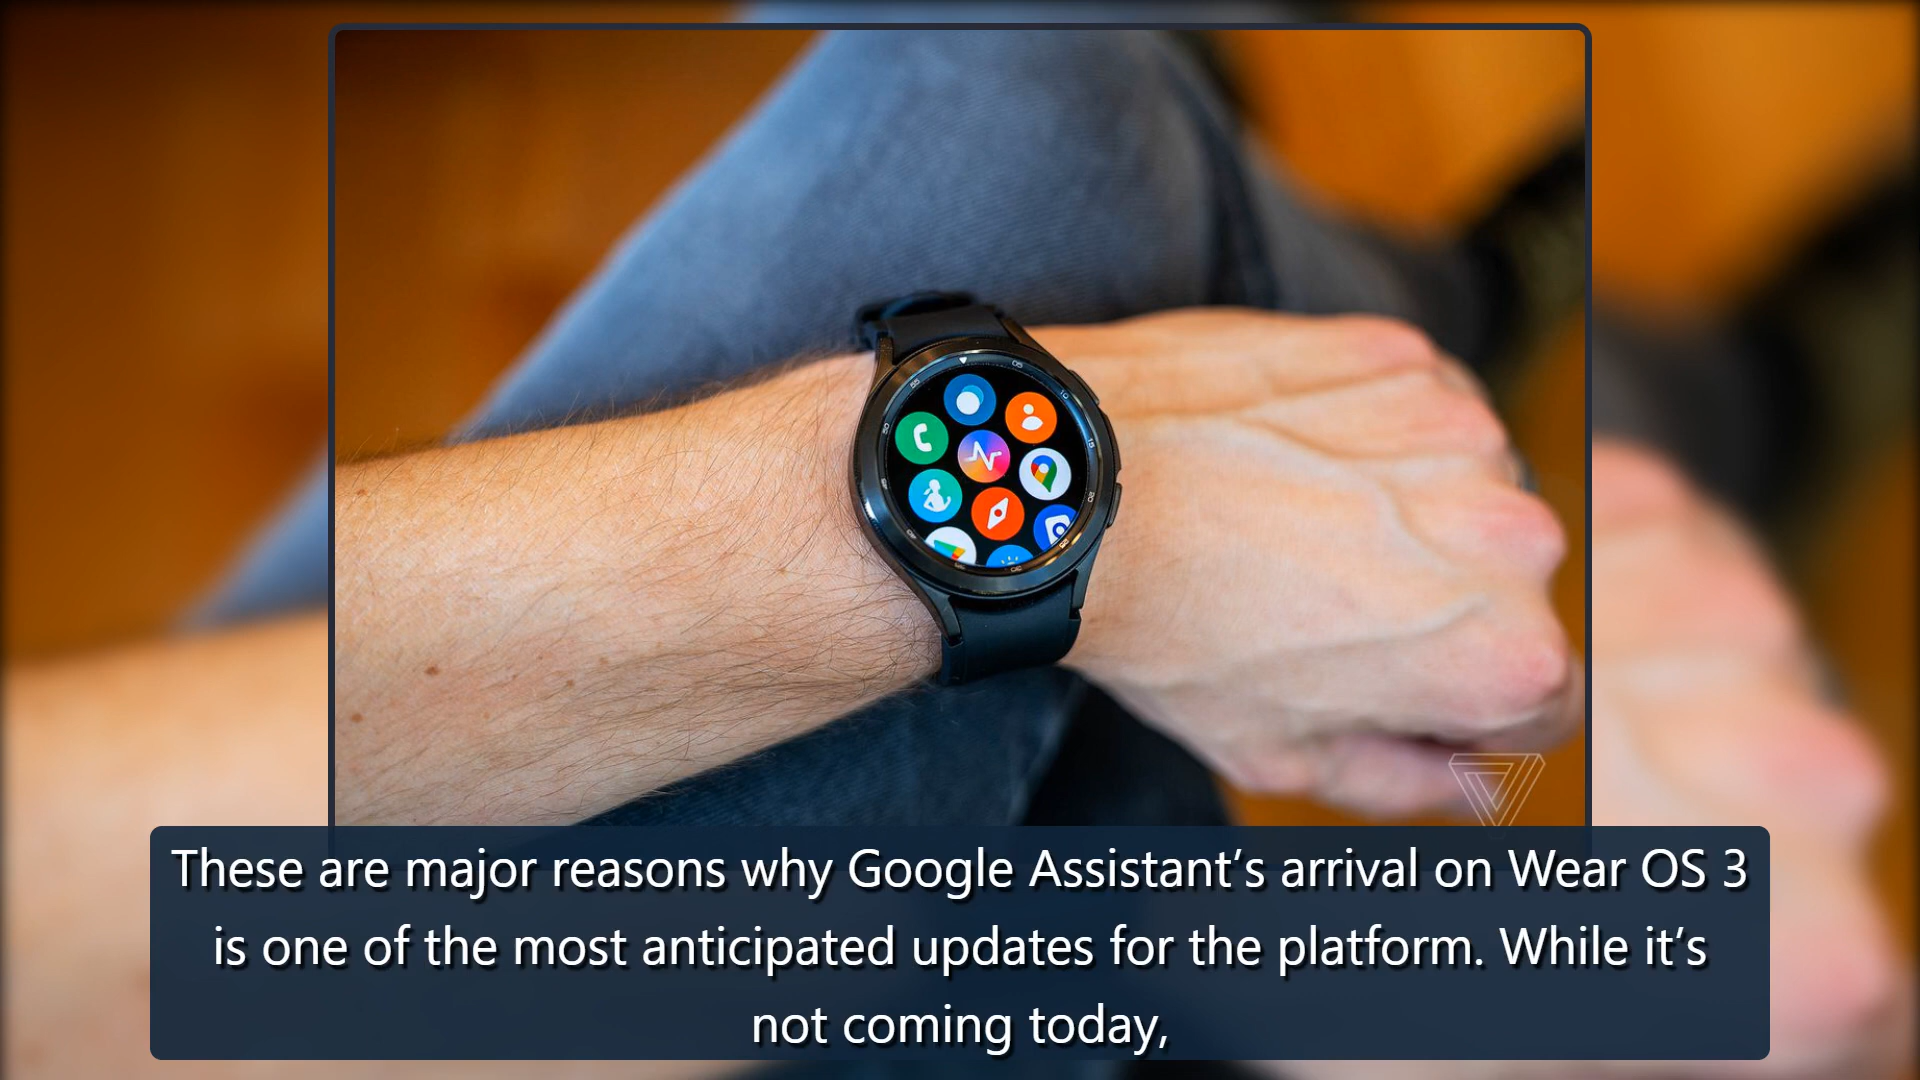 These are major reasons why Google Assistant’s arrival on Wear OS 3
is one of the most anticipated updates for the platform. While it’s
not coming today,